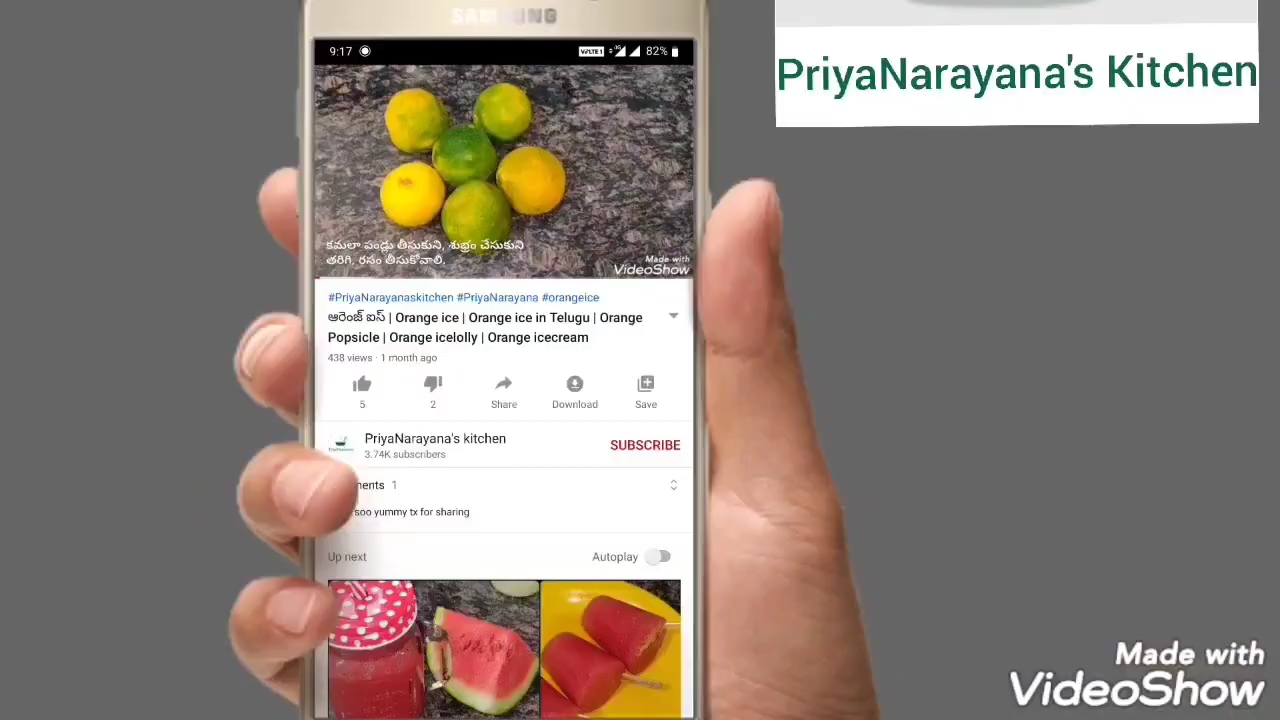 SAMSUNG
9:17
VoLTE1 4G 82%
PriyaNarayana's Kitchen
కమలా పండ్లు తీసుకుని, శుభ్రం చేసుకుని
తరిగి, రసం తీసుకోవాలి.
Made with
VideoShow
#PriyaNarayanaskitchen #PriyaNarayana #orangeice
ఆరెంజ్ ఐస్ | Orange ice | Orange ice in Telugu | Orange
Popsicle | Orange icelolly | Orange icecream
438 views · 1 month ago
5 2 Share Download Save
PriyaNarayana's kitchen
3.74K subscribers
SUBSCRIBE
ments 1
soo yummy tx for sharing
Up next
Autoplay
Made with
VideoShow